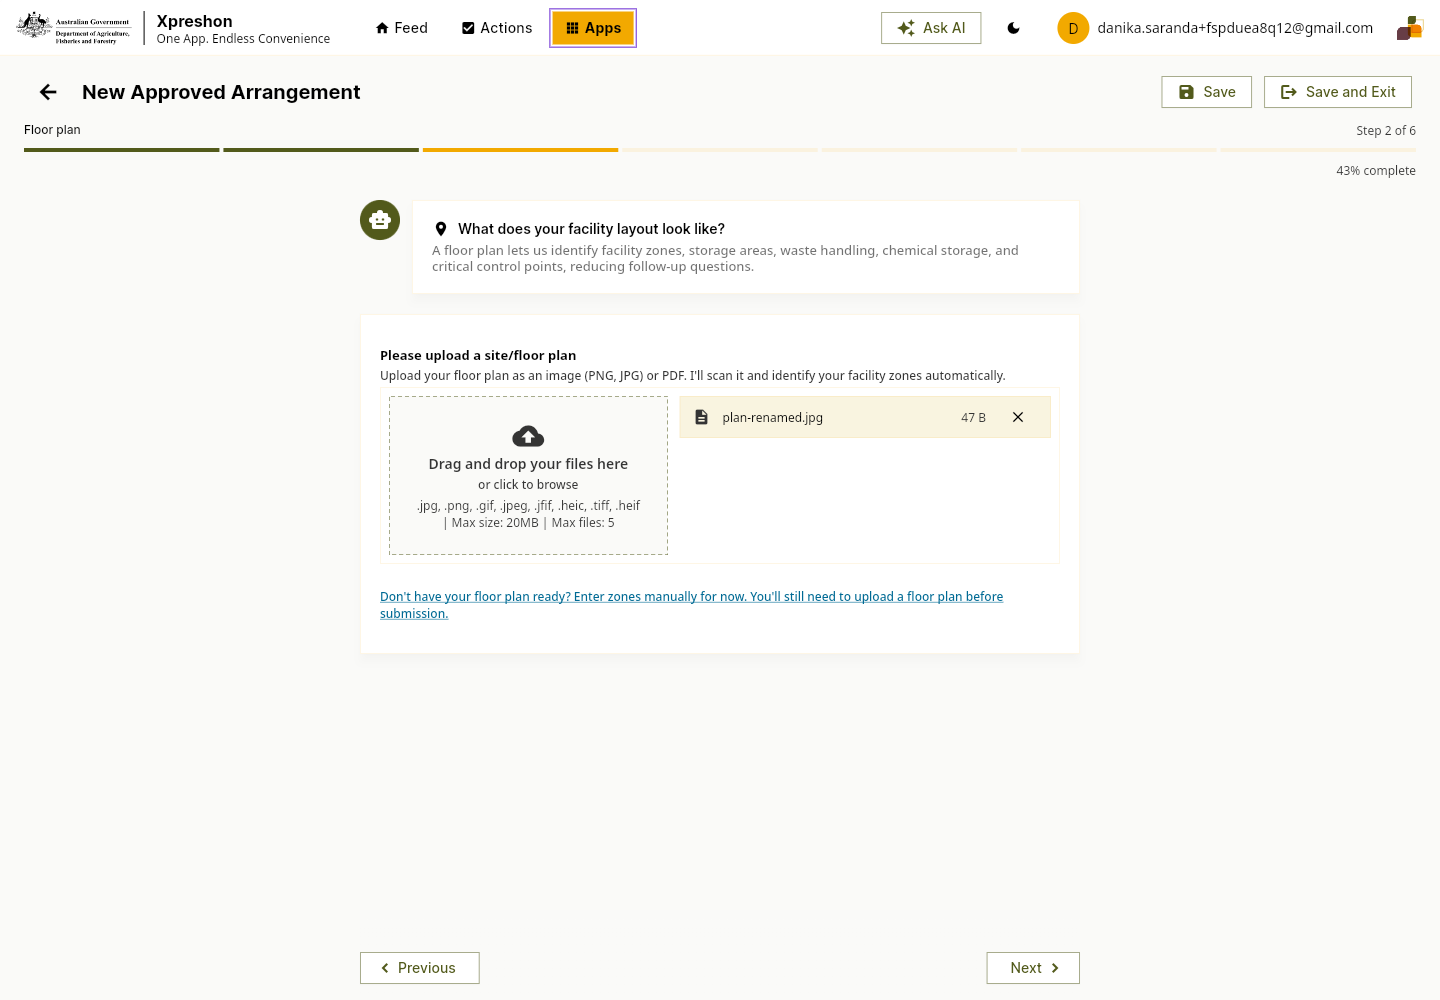 Australian Government
Department of Agriculture,
Fisheries and Forestry
Xpreshon
One App. Endless Convenience
Feed
Actions
Apps
Ask AI
D
danika.saranda+fspduea8q12@gmail.com
New Approved Arrangement
Save
Save and Exit
Floor plan
Step 2 of 6
43% complete
What does your facility layout look like?
A floor plan lets us identify facility zones, storage areas, waste handling, chemical storage, and
critical control points, reducing follow-up questions.
Please upload a site/floor plan
Upload your floor plan as an image (PNG, JPG) or PDF. I'll scan it and identify your facility zones automatically.
Drag and drop your files here
or click to browse
.jpg, .png, .gif, .jpeg, .jfif, .heic, .tiff, .heif
| Max size: 20MB | Max files: 5
plan-renamed.jpg
47 B
Don't have your floor plan ready? Enter zones manually for now. You'll still need to upload a floor plan before
submission.
Previous
Next